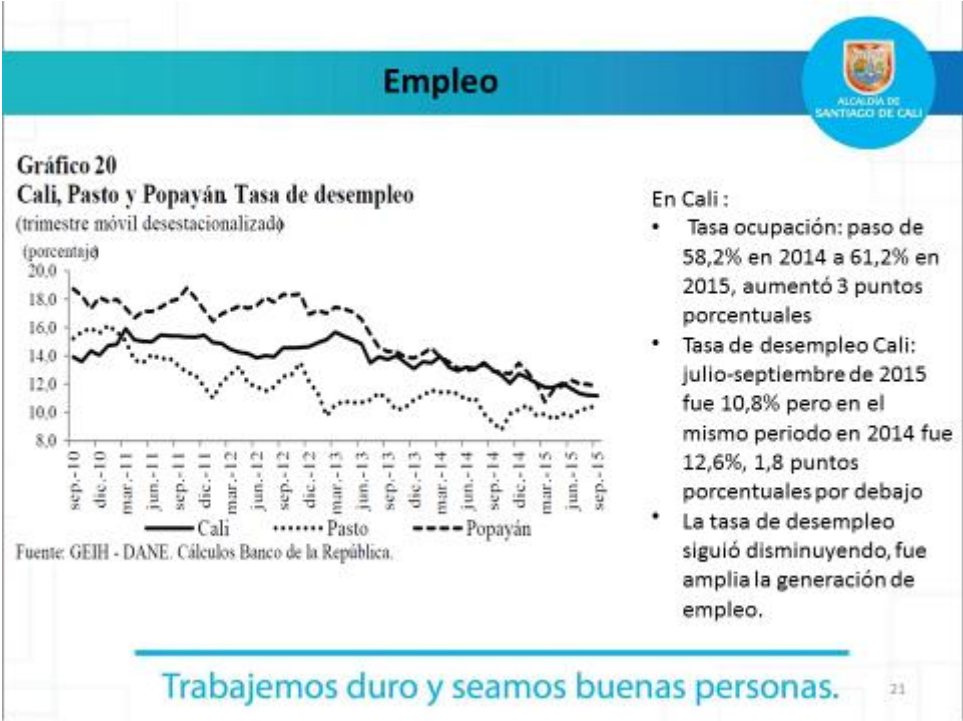 Empleo
ALCALDÍA DE
SANTIAGO DE CALI
Gráfico 20
Cali, Pasto y Popayán. Tasa de desempleo
(trimestre móvil desestacionalizado)
(porcentaje)
20,0
18,0
16,0
14,0
12,0
10,0
8,0
sep.-10
dic.-10
mar.-11
jun.-11
sep.-11
dic.-11
mar.-12
jun.-12
sep.-12
dic.-12
mar.-13
jun.-13
sep.-13
dic.-13
mar.-14
jun.-14
sep.-14
dic.-14
mar.-15
jun.-15
sep.-15
Cali Pasto Popayán
Fuente: GEIH - DANE. Cálculos Banco de la República.
En Cali :
• Tasa ocupación: paso de
58,2% en 2014 a 61,2% en
2015, aumentó 3 puntos
porcentuales
• Tasa de desempleo Cali:
julio-septiembre de 2015
fue 10,8% pero en el
mismo periodo en 2014 fue
12,6%, 1,8 puntos
porcentuales por debajo
• La tasa de desempleo
siguió disminuyendo, fue
amplia la generación de
empleo.
Trabajemos duro y seamos buenas personas.
21